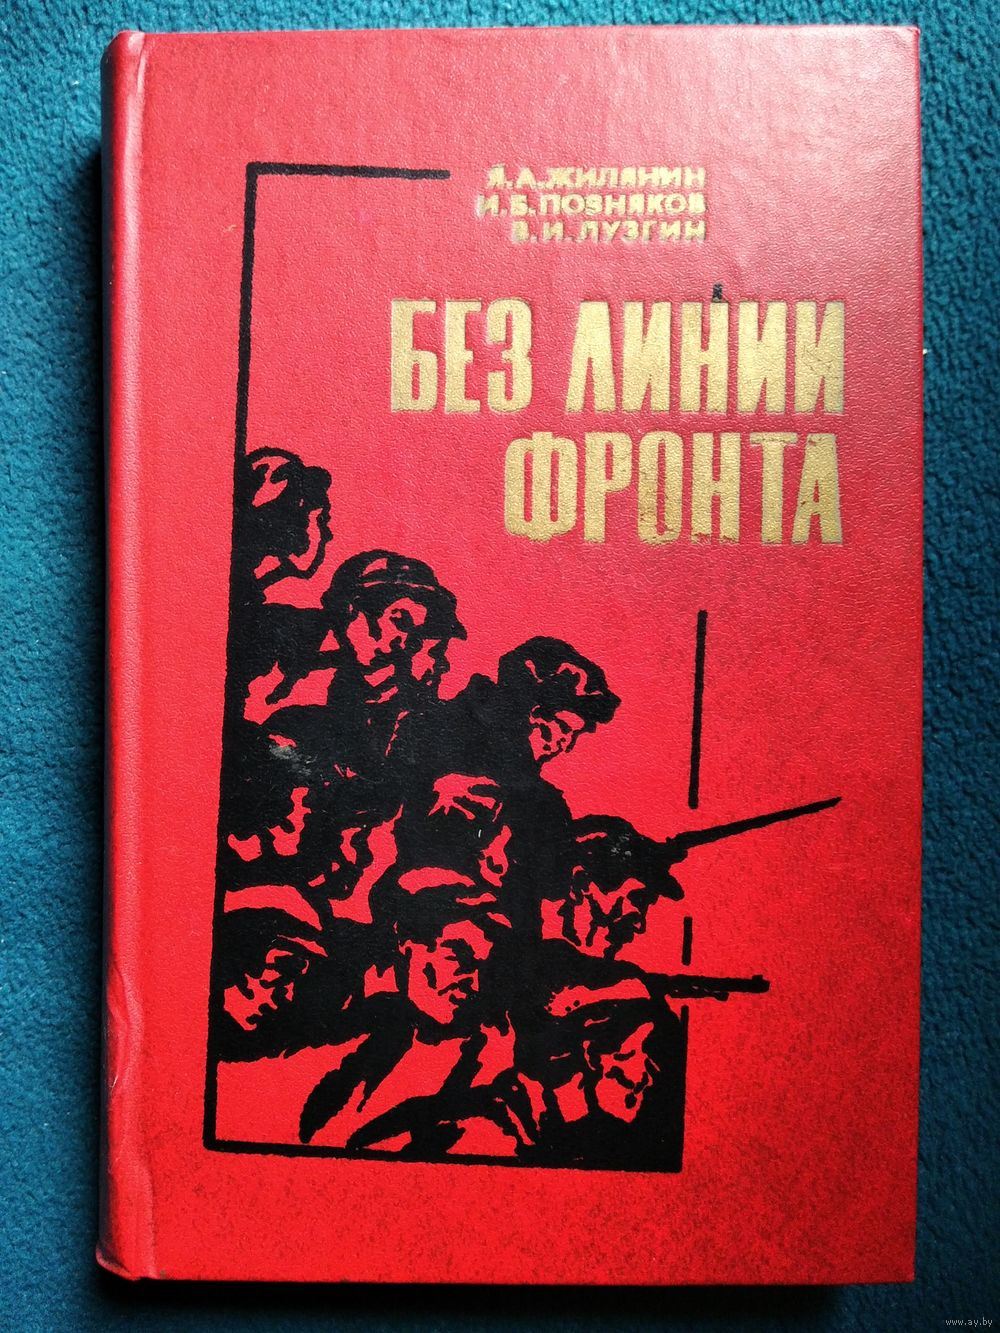 Я.А.ЖИЛЯНИН
И.Б.ПОЗНЯКОВ
В.И.ЛУЗГИН
БЕЗ ЛИНИИ
ФРОНТА
www.ay.by